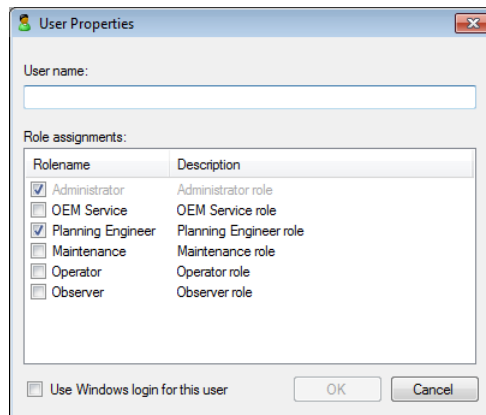 User Properties
User name:
Role assignments:
Rolename Description
Administrator Administrator role
OEM Service OEM Service role
Planning Engineer Planning Engineer role
Maintenance Maintenance role
Operator Operator role
Observer Observer role
Use Windows login for this user OK Cancel